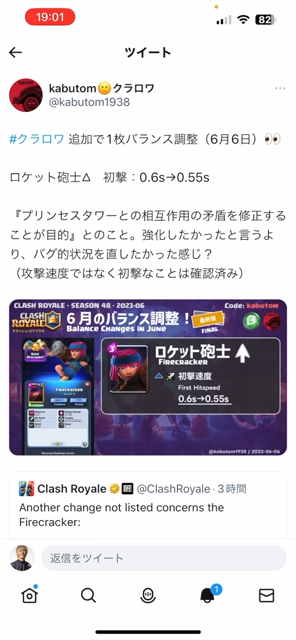 19:01
82
ツイート
kabutom🙂クラロワ
@kabutom1938
#クラロワ 追加で1枚バランス調整（6月6日）👀
ロケット砲士△　初撃：0.6s→0.55s
『プリンセスタワーとの相互作用の矛盾を修正する
ことが目的』とのこと。強化したかったと言うよ
り、バグ的状況を直したかった感じ？
（攻撃速度ではなく初撃なことは確認済み）
CLASH ROYALE・SEASON 48・2023-06
Code: kabutom
CLASH
ROYALE
6月のバランス調整！
Balance Changes in June
最終版
FINAL
Firecracker
3
ロケット砲士
Firecracker
初撃速度
First Hitspeed
0.6s→0.55s
@kabutom1938 / 2023-06-06
Clash Royale @ClashRoyale · 3時間
Another change not listed concerns the
Firecracker:
返信をツイート
1